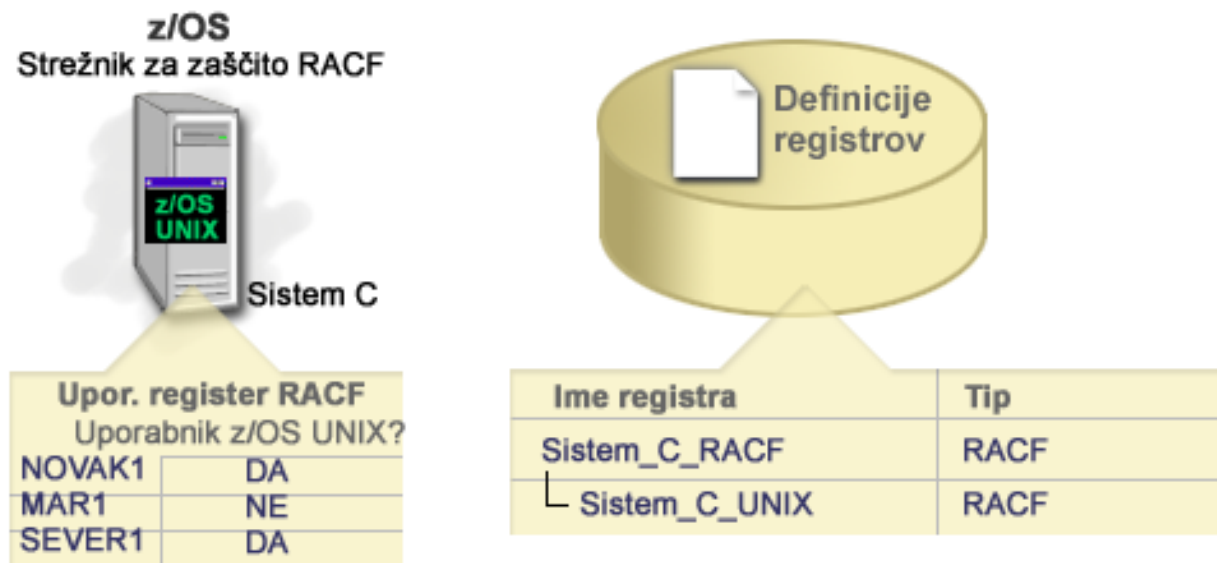 z/OS
Strežnik za zaščito RACF
z/OS
UNIX
Sistem C
Upor. register RACF
Uporabnik z/OS UNIX?
NOVAK1 DA
MAR1 NE
SEVER1 DA
Definicije
registrov
Ime registra Tip
Sistem_C_RACF RACF
Sistem_C_UNIX RACF